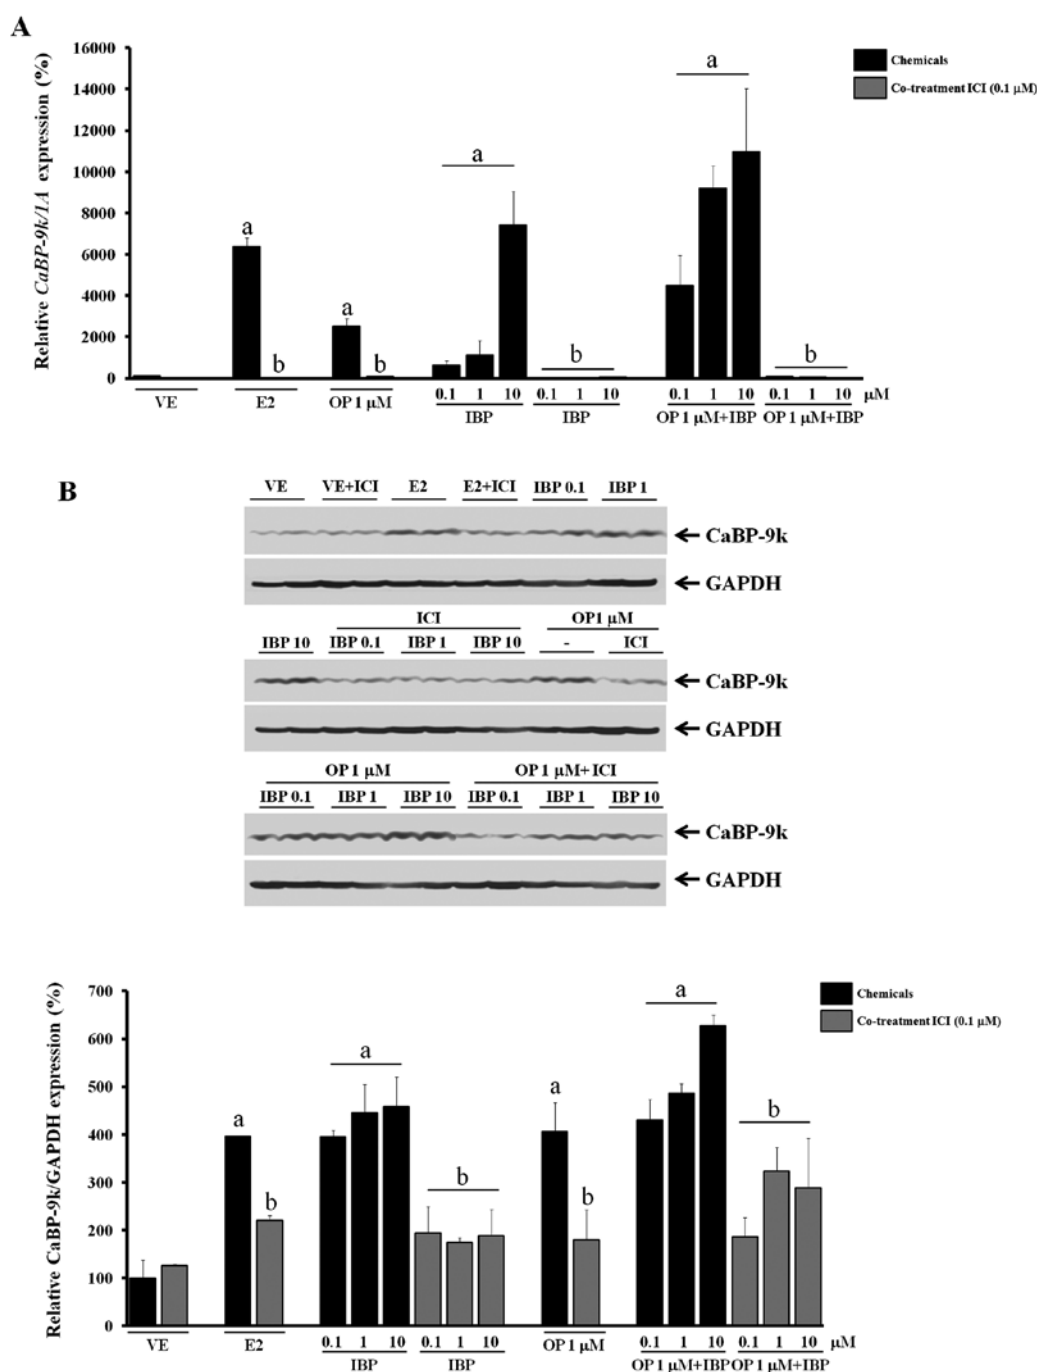 A
Relative CaBP-9k/1A expression (%)
16000
14000
12000
10000
8000
6000
4000
2000
0
Chemicals
Co-treatment ICI (0.1 μM)
a
b
a
b
a
b
a
b
0.1 1 10 0.1 1 10 0.1 1 10 0.1 1 10 μM
VE E2 OP 1 μM IBP IBP OP 1 μM+IBP OP 1 μM+IBP
B
VE VE+ICI E2 E2+ICI IBP 0.1 IBP 1
CaBP-9k
GAPDH
ICI OP1 μM
IBP 10 IBP 0.1 IBP 1 IBP 10 - ICI
CaBP-9k
GAPDH
OP 1 μM OP 1 μM+ ICI
IBP 0.1 IBP 1 IBP 10 IBP 0.1 IBP 1 IBP 10
CaBP-9k
GAPDH
Relative CaBP-9k/GAPDH expression (%)
700
600
500
400
300
200
100
0
Chemicals
Co-treatment ICI (0.1 μM)
a
b
a
b
a
b
a
b
0.1 1 10 0.1 1 10 0.1 1 10 0.1 1 10 μM
VE E2 IBP IBP OP 1 μM OP 1 μM+IBP OP 1 μM+IBP